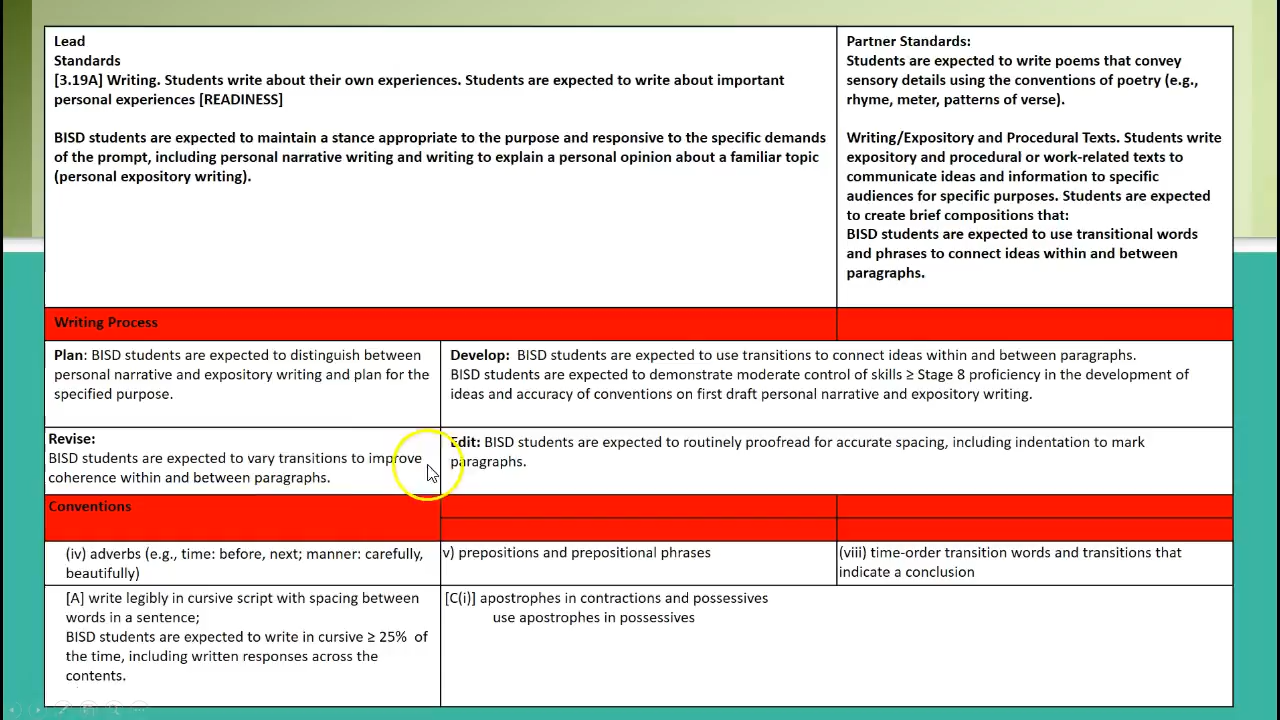 Lead
Standards
[3.19A] Writing. Students write about their own experiences. Students are expected to write about important
personal experiences [READINESS]
BISD students are expected to maintain a stance appropriate to the purpose and responsive to the specific demands
of the prompt, including personal narrative writing and writing to explain a personal opinion about a familiar topic
(personal expository writing).
Partner Standards:
Students are expected to write poems that convey
sensory details using the conventions of poetry (e.g.,
rhyme, meter, patterns of verse).
Writing/Expository and Procedural Texts. Students write
expository and procedural or work-related texts to
communicate ideas and information to specific
audiences for specific purposes. Students are expected
to create brief compositions that:
BISD students are expected to use transitional words
and phrases to connect ideas within and between
paragraphs.
Writing Process
Plan: BISD students are expected to distinguish between
personal narrative and expository writing and plan for the
specified purpose.
Develop: BISD students are expected to use transitions to connect ideas within and between paragraphs.
BISD students are expected to demonstrate moderate control of skills ≥ Stage 8 proficiency in the development of
ideas and accuracy of conventions on first draft personal narrative and expository writing.
Revise:
BISD students are expected to vary transitions to improve
coherence within and between paragraphs.
Edit: BISD students are expected to routinely proofread for accurate spacing, including indentation to mark
paragraphs.
Conventions
(iv) adverbs (e.g., time: before, next; manner: carefully,
beautifully)
v) prepositions and prepositional phrases
(viii) time-order transition words and transitions that
indicate a conclusion
[A] write legibly in cursive script with spacing between
words in a sentence;
BISD students are expected to write in cursive ≥ 25% of
the time, including written responses across the
contents.
[C(i)] apostrophes in contractions and possessives
use apostrophes in possessives